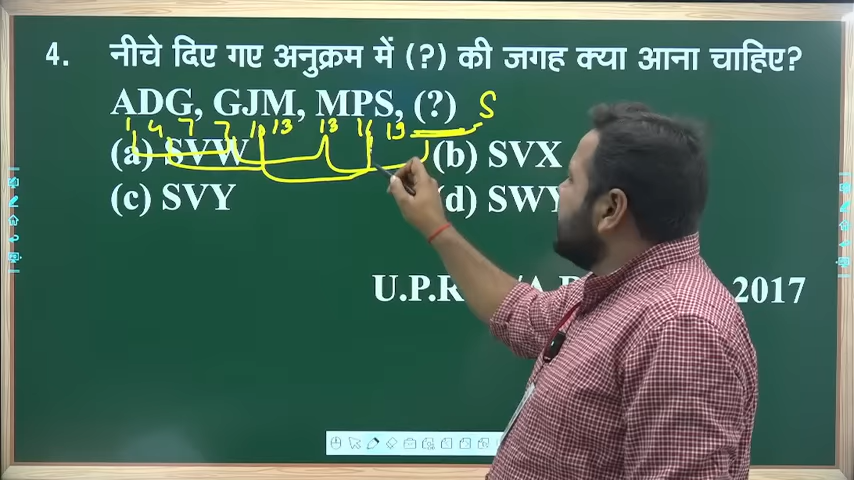 4. नीचे दिए गए अनुक्रम में (?) की जगह क्या आना चाहिए?
ADG, GJM, MPS, (?) S
1 4 7 7 10 13 13 16 19
(a) SVW (b) SVX
(c) SVY (d) SWY
2017